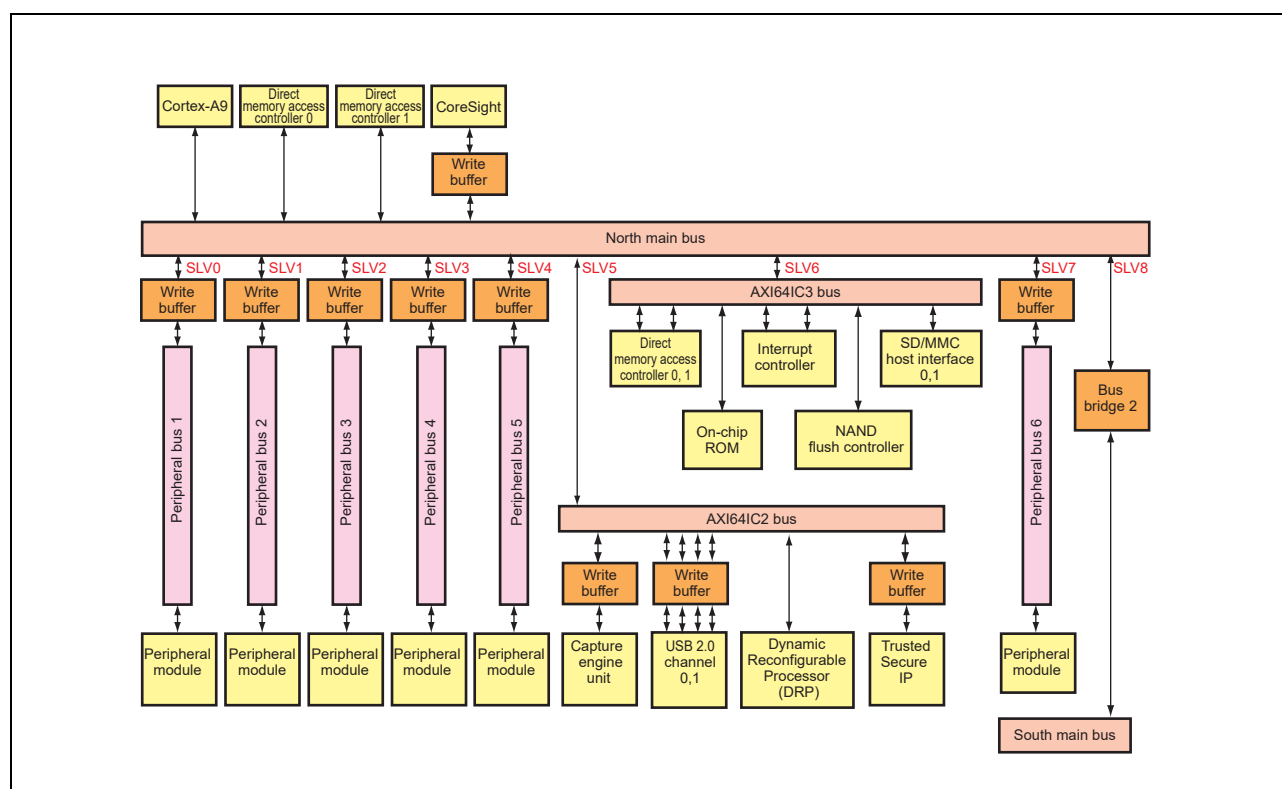 Cortex-A9
Direct
memory access
controller 0
Direct
memory access
controller 1
CoreSight
Write
buffer
North main bus
SLV0
SLV1
SLV2
SLV3
SLV4
SLV5
SLV6
SLV7
SLV8
Write
buffer
Write
buffer
Write
buffer
Write
buffer
Write
buffer
AXI64IC3 bus
Write
buffer
Direct
memory access
controller 0, 1
Interrupt
controller
SD/MMC
host interface
0,1
Bus
bridge 2
On-chip
ROM
NAND
flush controller
Peripheral bus 1
Peripheral bus 2
Peripheral bus 3
Peripheral bus 4
Peripheral bus 5
Peripheral bus 6
AXI64IC2 bus
Write
buffer
Write
buffer
Write
buffer
Peripheral
module
Peripheral
module
Peripheral
module
Peripheral
module
Peripheral
module
Capture
engine
unit
USB 2.0
channel
0,1
Dynamic
Reconfigurable
Processor
(DRP)
Trusted
Secure
IP
Peripheral
module
South main bus